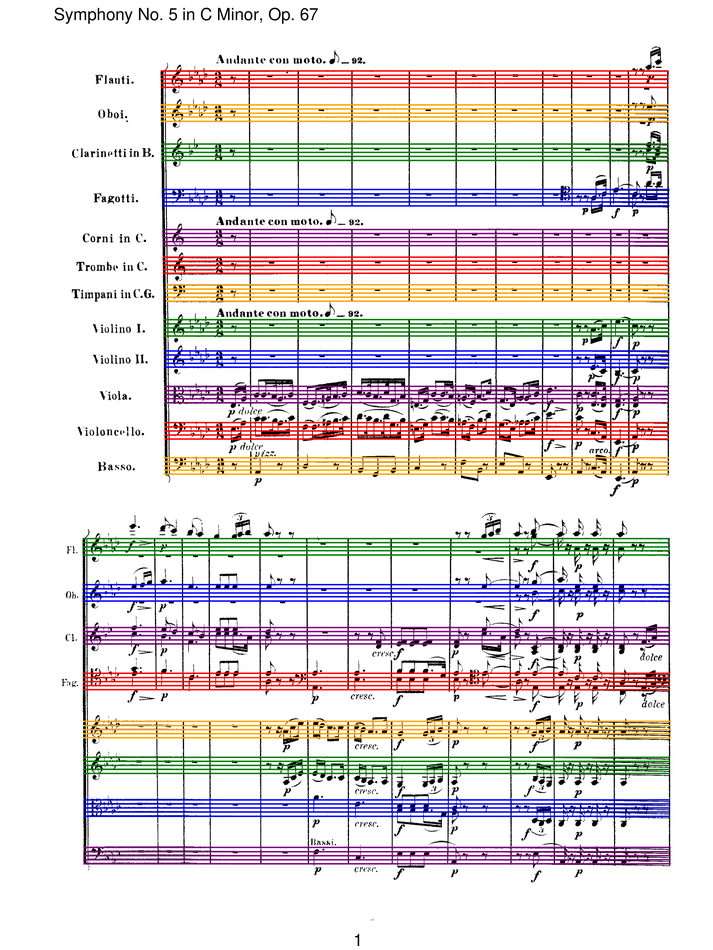 Symphony No. 5 in C Minor, Op. 67
Andante con moto. ♪ — 92.
Flauti.
Oboi.
Clarinetti in B.
p
Fagotti.
p f p
Andante con moto. ♪ — 92.
Corni in C.
Trombe in C.
Timpani in C.G.
Andante con moto. ♪ — 92.
Violino I.
p f p
Violino II.
p f p
Viola.
p dolce f p f p
Violoncello.
p dolce f p arco.
pizz.
Basso.
p f p
Fl.
f p f p
Ob.
f p f p
Cl.
f p cresc. f p f p dolce
Fag.
f p p cresc. f p f p dolce
p cresc. f p f p
p cresc. f p f p
p cresc. f p f p
Bassi.
p cresc. f p f p
1